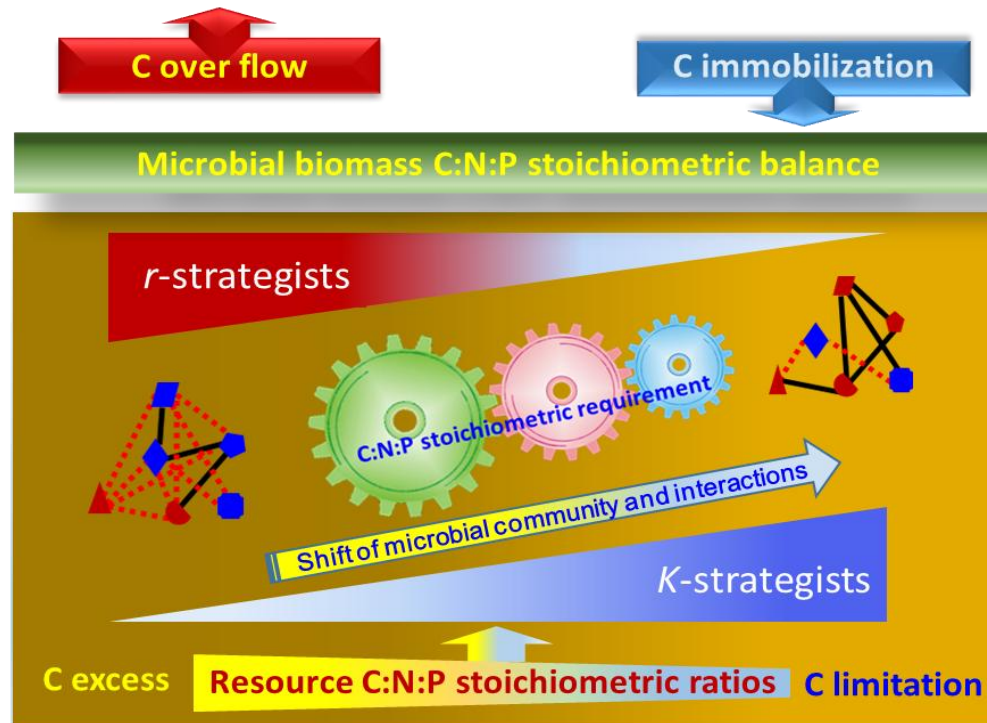 C over flow
C immobilization
Microbial biomass C:N:P stoichiometric balance
r-strategists
C:N:P stoichiometric requirement
Shift of microbial community and interactions
K-strategists
C excess
Resource C:N:P stoichiometric ratios
C limitation